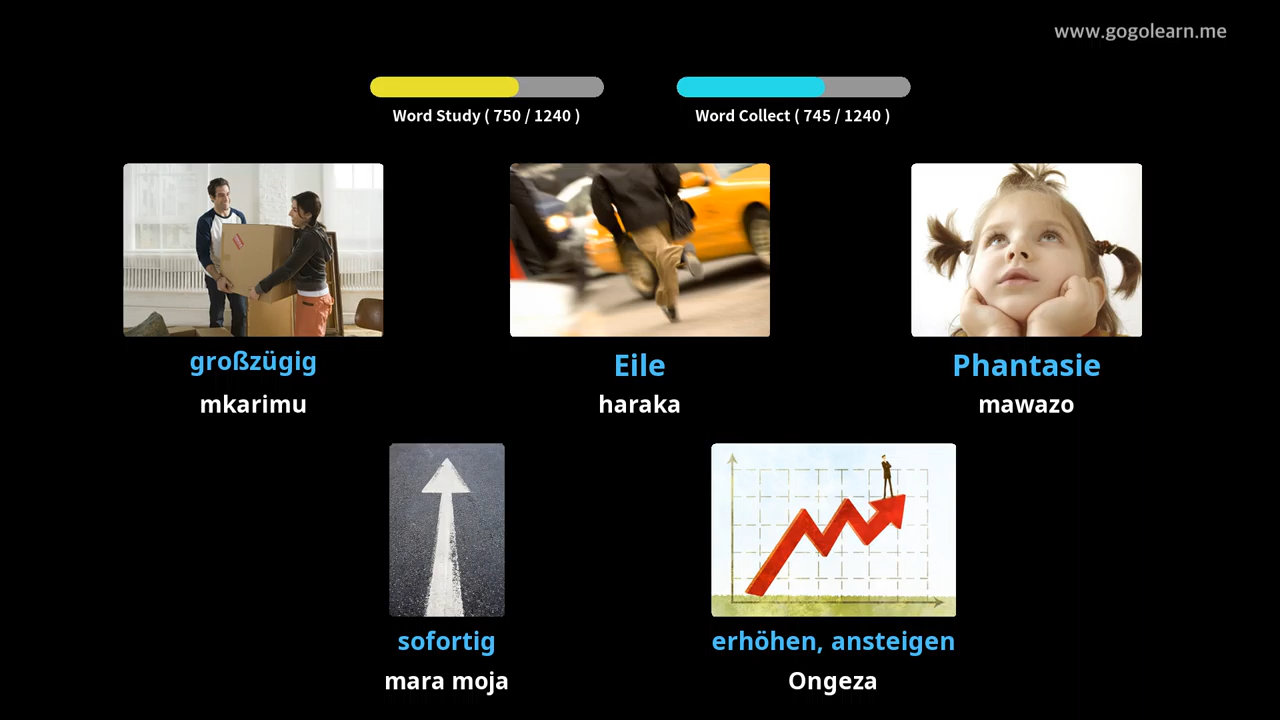 www.gogolearn.me
Word Study ( 750 / 1240 )
Word Collect ( 745 / 1240 )
großzügig
mkarimu
Eile
haraka
Phantasie
mawazo
sofortig
mara moja
erhöhen, ansteigen
Ongeza